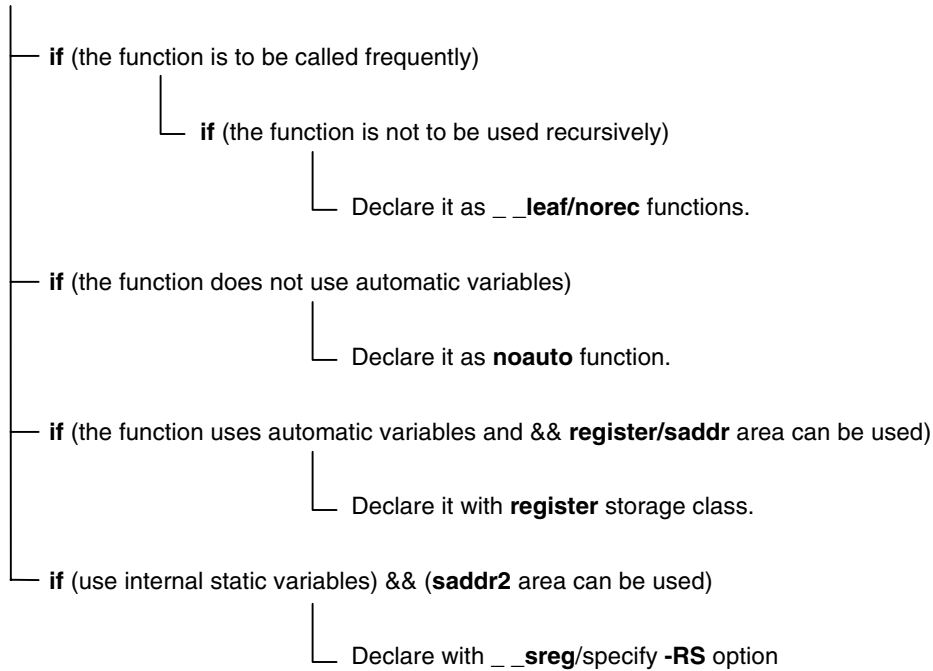 if (the function is to be called frequently)
if (the function is not to be used recursively)
Declare it as _ _leaf/norec functions.
if (the function does not use automatic variables)
Declare it as noauto function.
if (the function uses automatic variables and && register/saddr area can be used)
Declare it with register storage class.
if (use internal static variables) && (saddr2 area can be used)
Declare with _ _sreg/specify -RS option